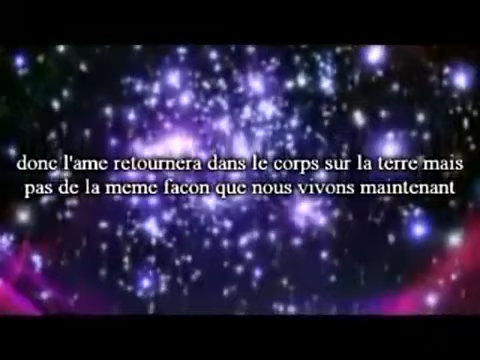 donc l'ame retournera dans le corps sur la terre mais
pas de la meme facon que nous vivons maintenant